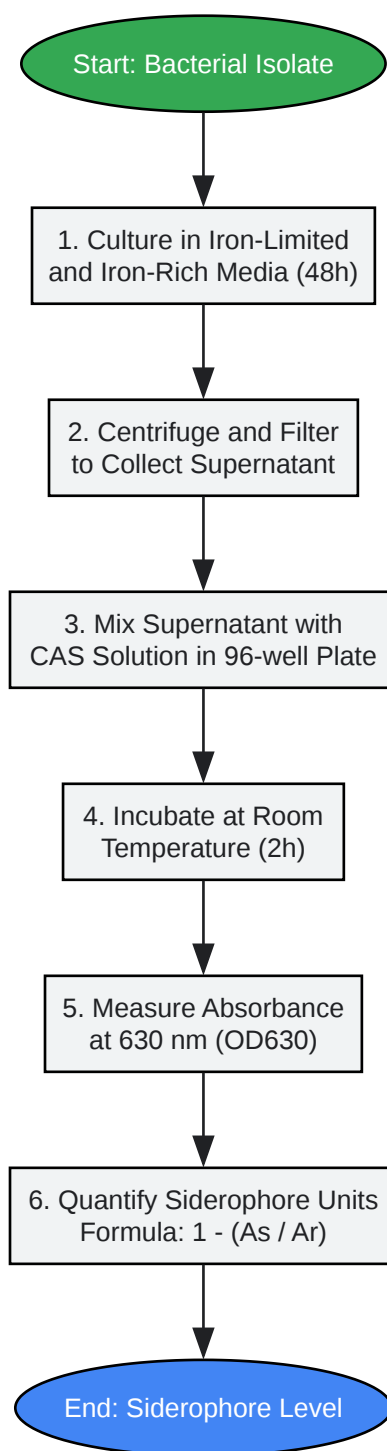 Start: Bacterial Isolate
1. Culture in Iron-Limited
and Iron-Rich Media (48h)
2. Centrifuge and Filter
to Collect Supernatant
3. Mix Supernatant with
CAS Solution in 96-well Plate
4. Incubate at Room
Temperature (2h)
5. Measure Absorbance
at 630 nm (OD630)
6. Quantify Siderophore Units
Formula: 1 - (As / Ar)
End: Siderophore Level